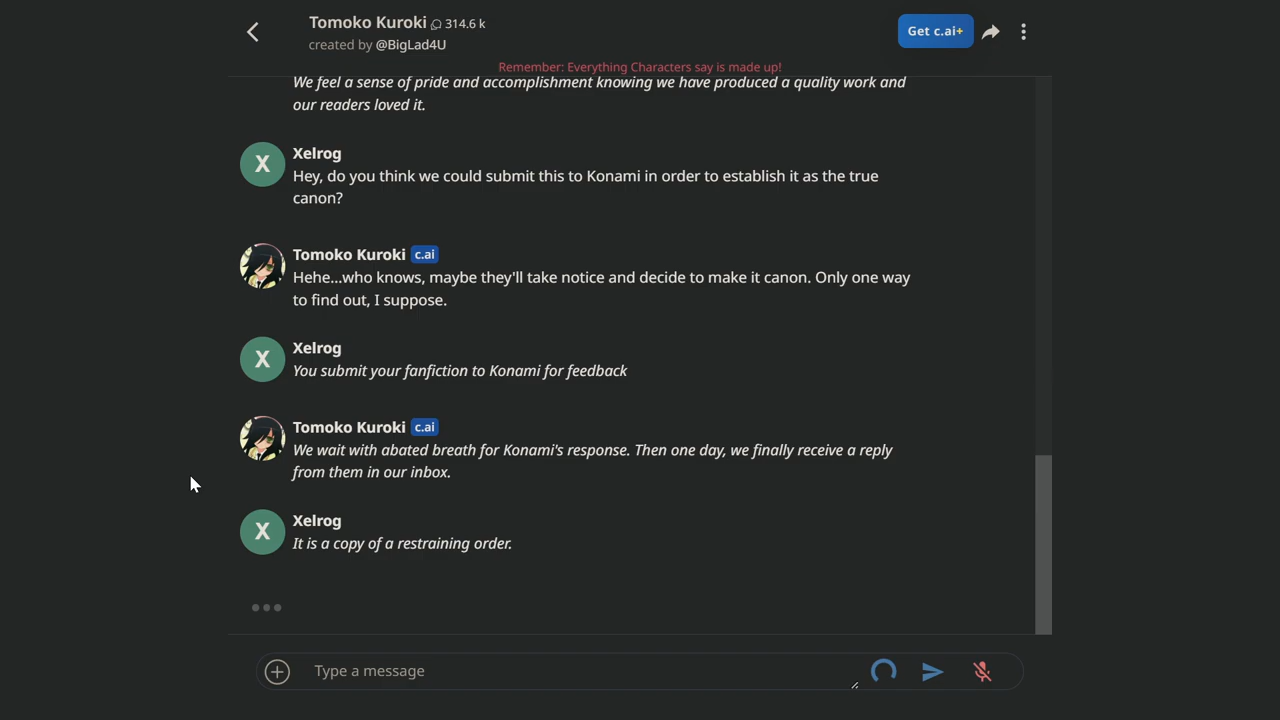 Tomoko Kuroki 314.6 k
created by @BigLad4U
Get c.ai+
Remember: Everything Characters say is made up!
We feel a sense of pride and accomplishment knowing we have produced a quality work and
our readers loved it.
X
Xelrog
Hey, do you think we could submit this to Konami in order to establish it as the true
canon?
Tomoko Kuroki c.ai
Hehe...who knows, maybe they'll take notice and decide to make it canon. Only one way
to find out, I suppose.
X
Xelrog
You submit your fanfiction to Konami for feedback
Tomoko Kuroki c.ai
We wait with abated breath for Konami's response. Then one day, we finally receive a reply
from them in our inbox.
X
Xelrog
It is a copy of a restraining order.
Type a message